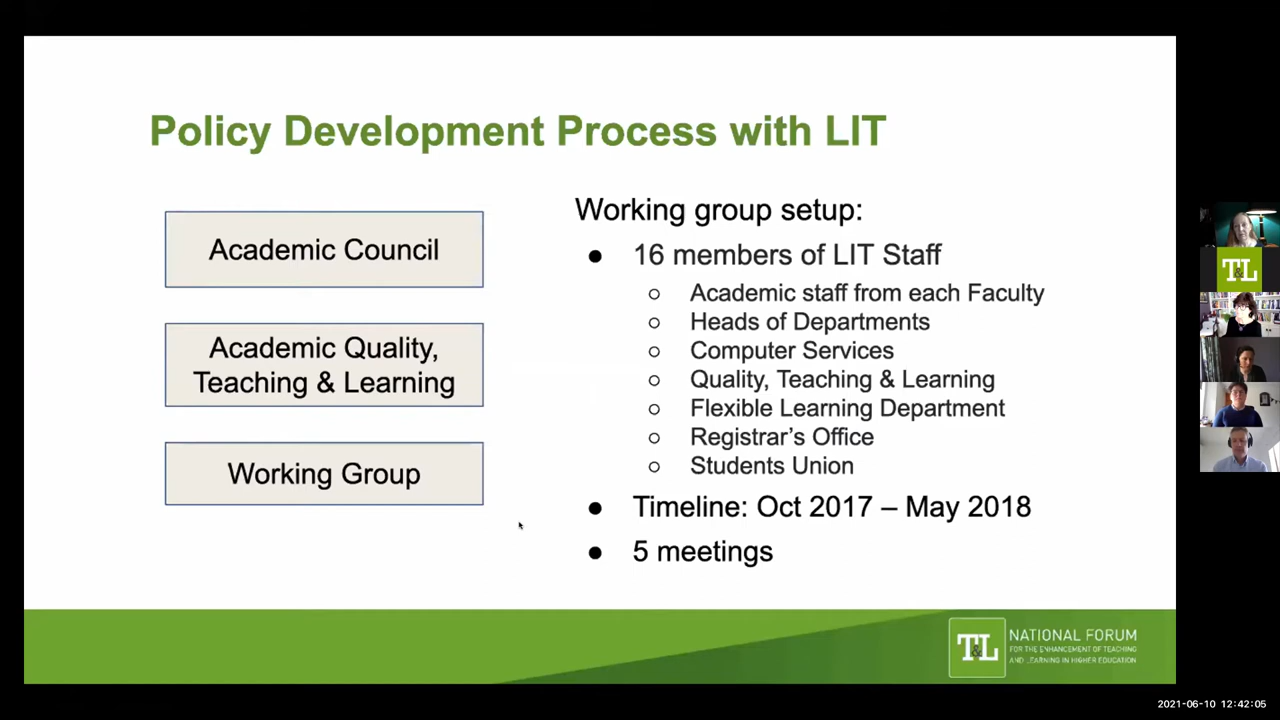 Policy Development Process with LIT
Academic Council
Academic Quality,
Teaching & Learning
Working Group
Working group setup:
● 16 members of LIT Staff
○ Academic staff from each Faculty
○ Heads of Departments
○ Computer Services
○ Quality, Teaching & Learning
○ Flexible Learning Department
○ Registrar’s Office
○ Students Union
● Timeline: Oct 2017 – May 2018
● 5 meetings
T&L
NATIONAL FORUM
FOR THE ENHANCEMENT OF TEACHING
AND LEARNING IN HIGHER EDUCATION
T&L
2021-06-10 12:42:05